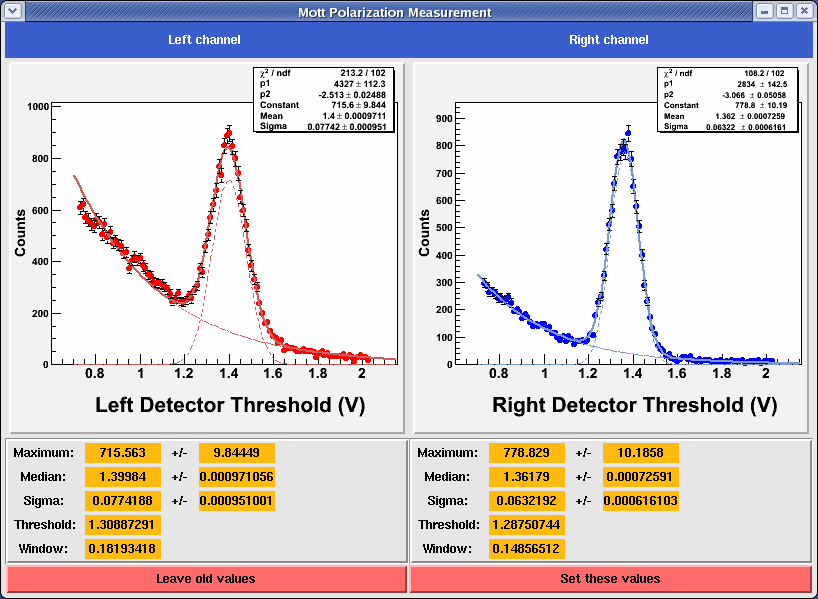 Mott Polarization Measurement
Left channel
Right channel
χ² / ndf 213.2 / 102
p1 4327 ± 112.3
p2 -2.513 ± 0.02488
Constant 715.6 ± 9.844
Mean 1.4 ± 0.0009711
Sigma 0.07742 ± 0.000951
1000
800
600
400
200
0
Counts
0.8 1 1.2 1.4 1.6 1.8 2
Left Detector Threshold (V)
χ² / ndf 108.2 / 102
p1 2834 ± 142.5
p2 -3.066 ± 0.05058
Constant 778.8 ± 10.19
Mean 1.362 ± 0.0007259
Sigma 0.06322 ± 0.0006161
900
800
700
600
500
400
300
200
100
0
Counts
0.8 1 1.2 1.4 1.6 1.8 2
Right Detector Threshold (V)
Maximum: 715.563 +/- 9.84449
Median: 1.39984 +/- 0.000971056
Sigma: 0.0774188 +/- 0.000951001
Threshold: 1.30887291
Window: 0.18193418
Maximum: 778.829 +/- 10.1858
Median: 1.36179 +/- 0.00072591
Sigma: 0.0632192 +/- 0.000616103
Threshold: 1.28750744
Window: 0.14856512
Leave old values
Set these values